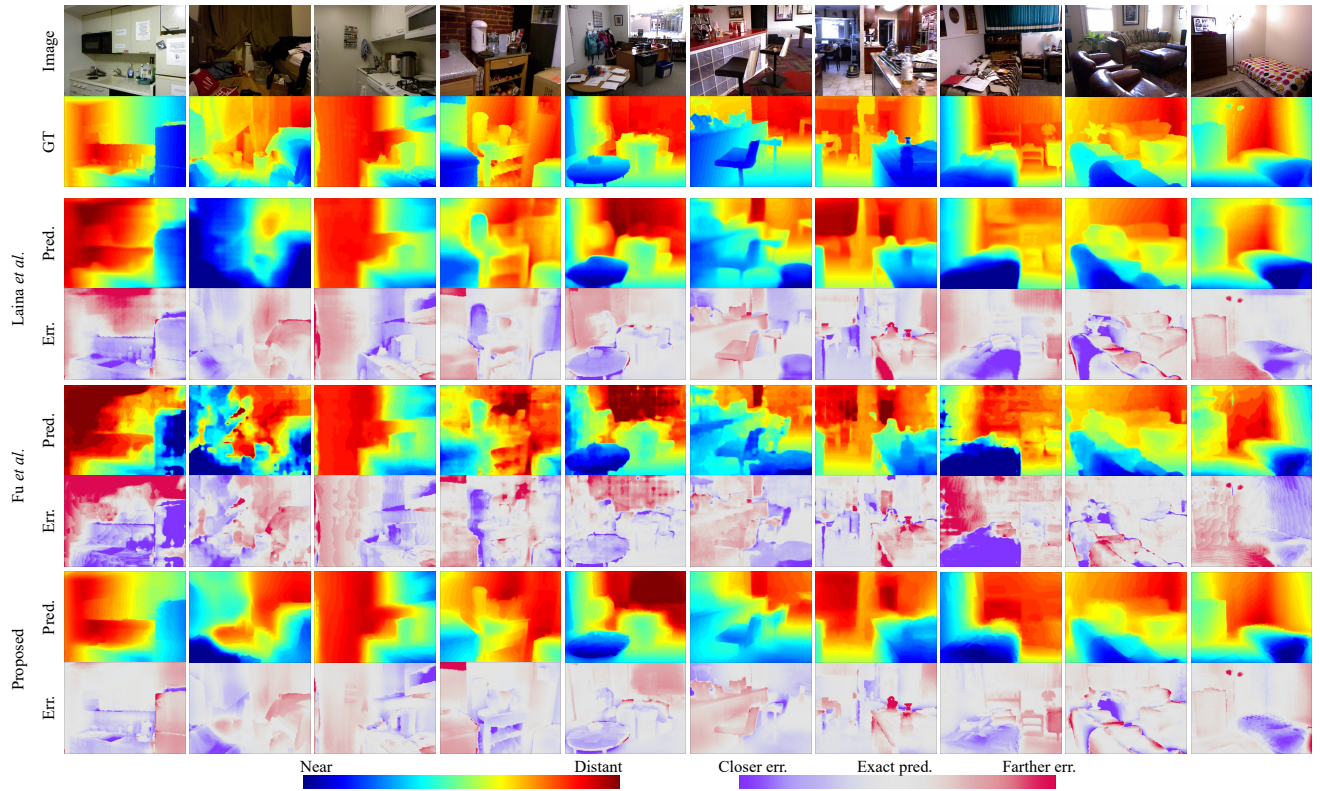 Image
GT
Laina et al.
Pred.
Err.
Fu et al.
Pred.
Err.
Proposed
Pred.
Err.
Near
Distant
Closer err.
Exact pred.
Farther err.